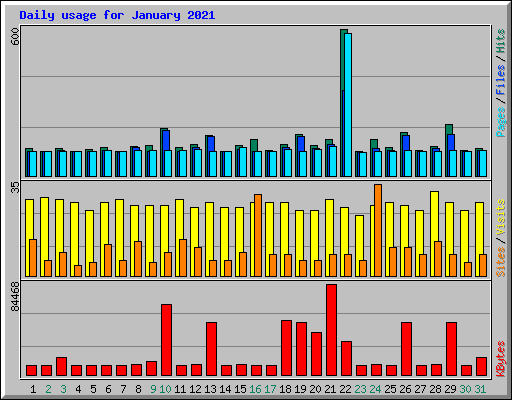 Daily usage for January 2021
600
Pages / Files / Hits
35
Sites / Visits
84468
KBytes
1 2 3 4 5 6 7 8 9 10 11 12 13 14 15 16 17 18 19 20 21 22 23 24 25 26 27 28 29 30 31